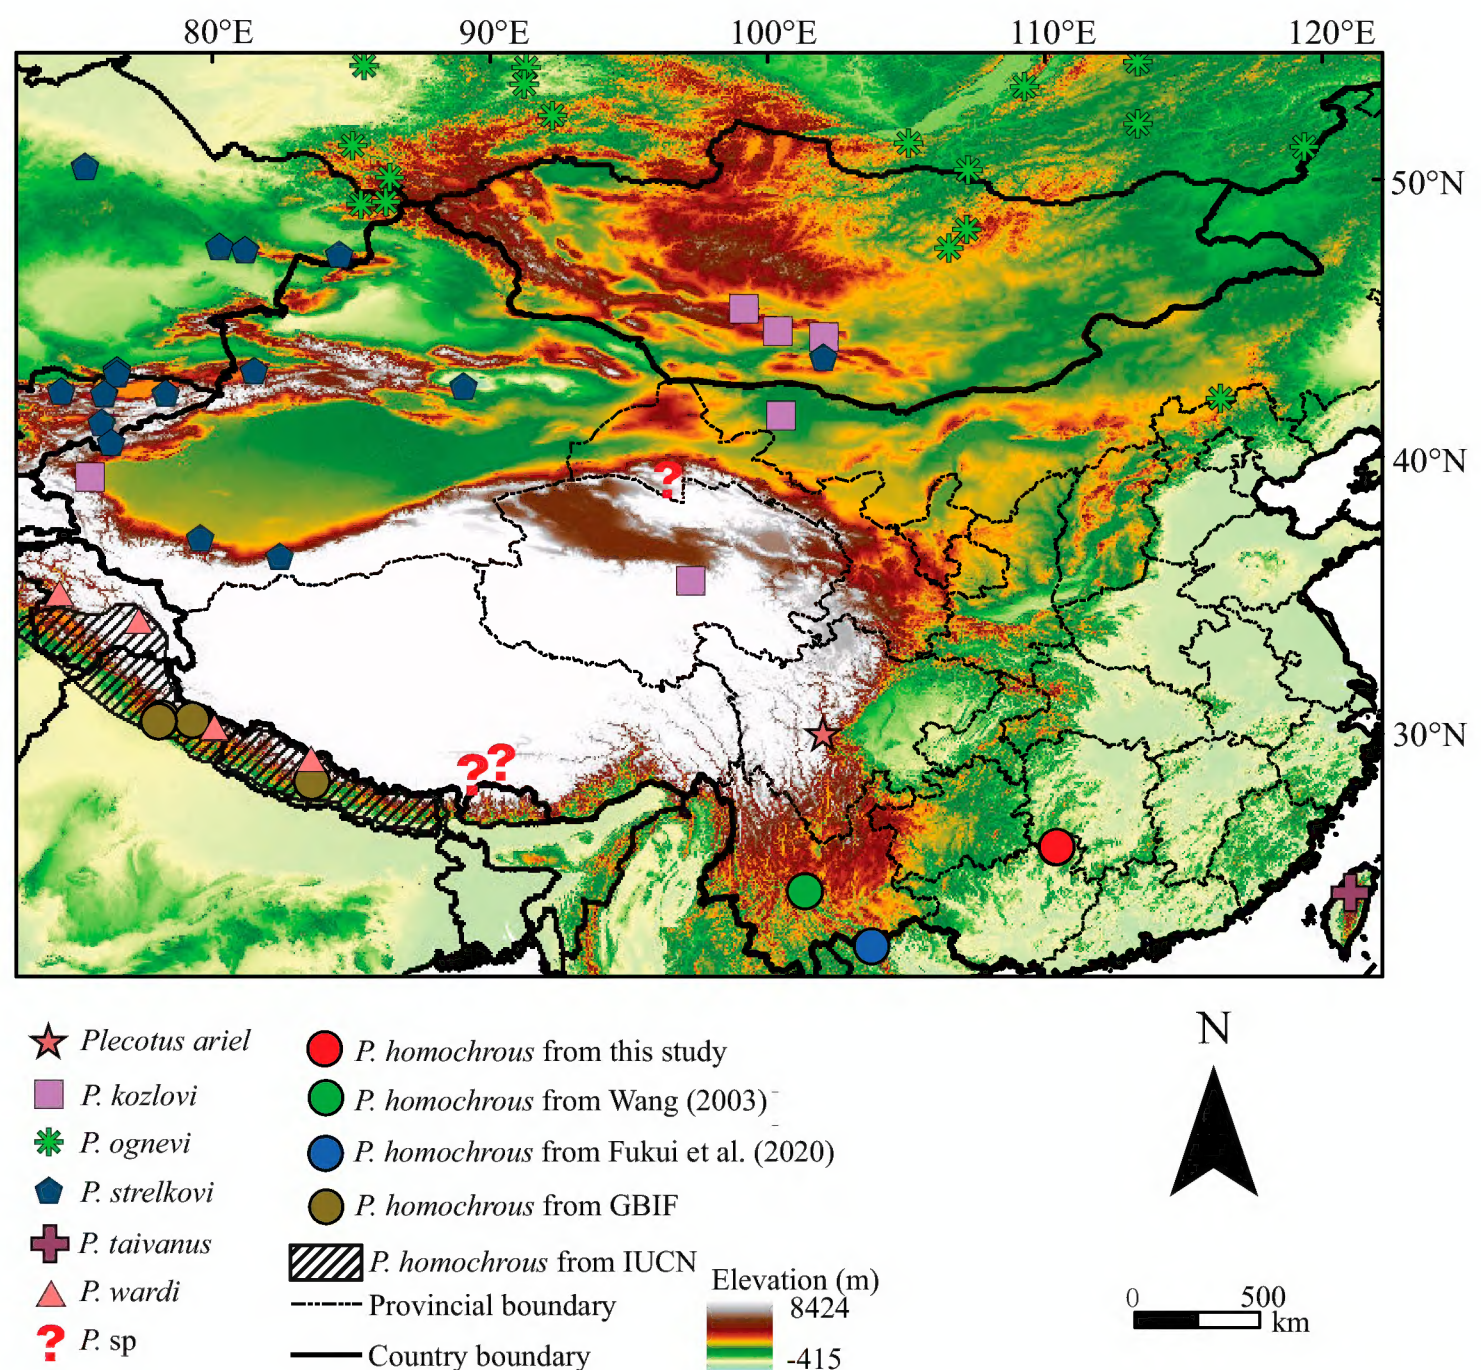 80°E 90°E 100°E 110°E 120°E
50°N
40°N
30°N
?
? ?
Plecotus ariel
P. kozlovi
P. ognevi
P. strelkovi
P. taivanus
P. wardi
? P. sp
P. homochrous from this study
P. homochrous from Wang (2003)
P. homochrous from Fukui et al. (2020)
P. homochrous from GBIF
P. homochrous from IUCN
Provincial boundary
Country boundary
Elevation (m)
8424
-415
N
0 500
km